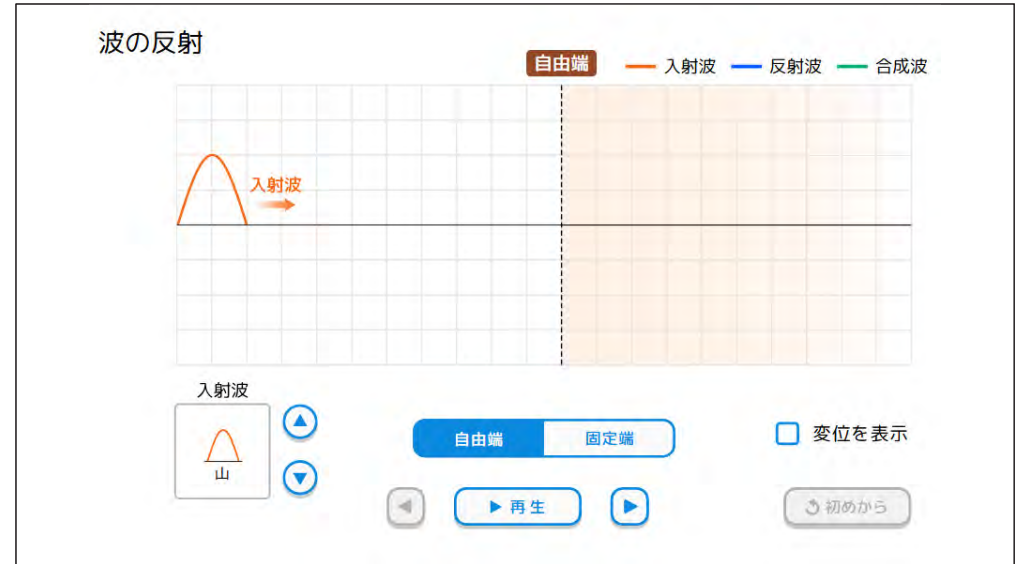 波の反射
自由端 入射波 反射波 合成波
入射波
入射波
山
自由端 固定端
変位を表示
再生
初めから